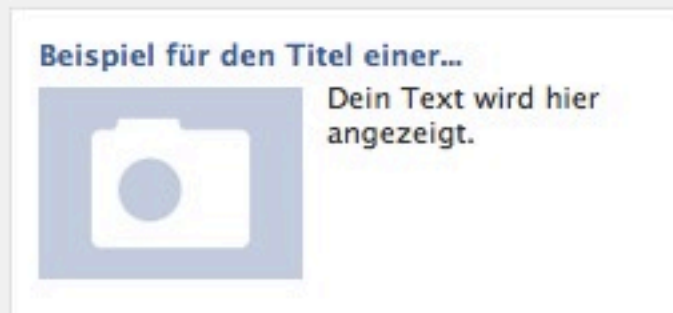 Beispiel für den Titel einer...
Dein Text wird hier
angezeigt.